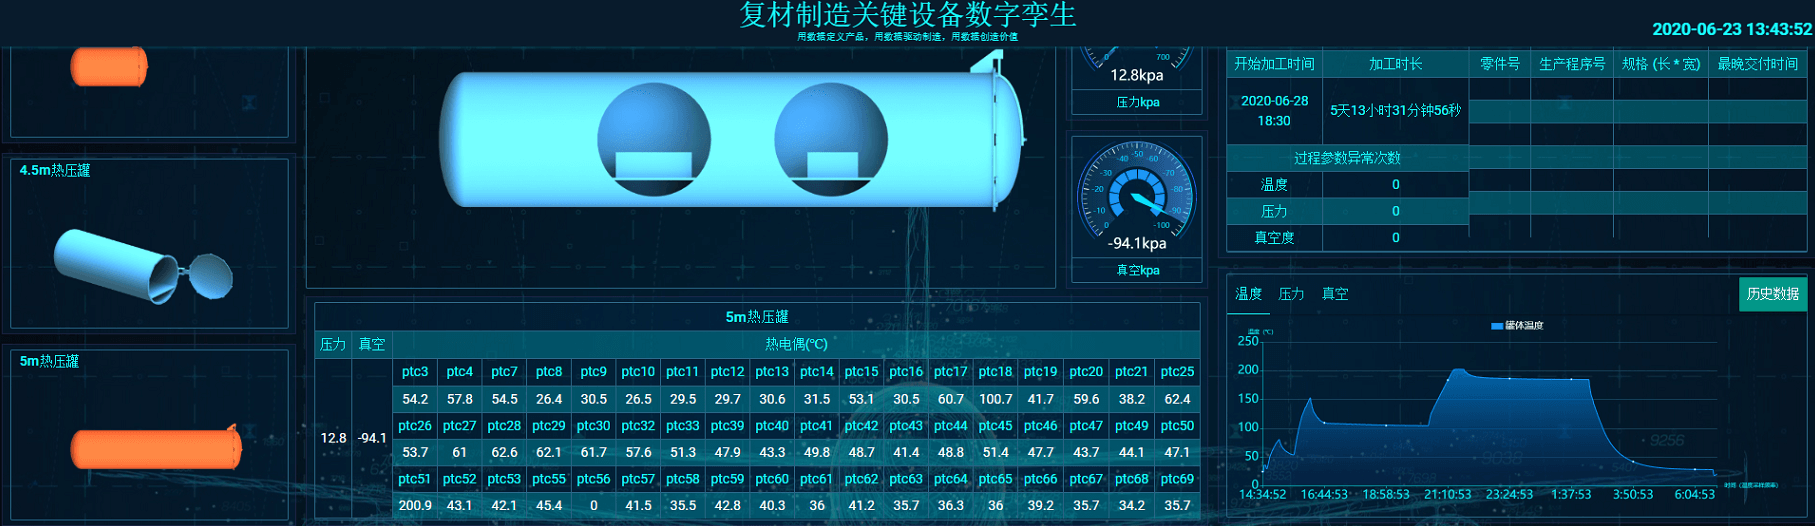 复材制造关键设备数字孪生
用数据定义产品，用数据驱动制造，用数据创造价值
2020-06-23 13:43:52
4.5m热压罐
5m热压罐
0 700
12.8kpa
压力kpa
0 -10 -20 -30 -40 -50 -60 -70 -80 -90 -100
-94.1kpa
真空kpa
开始加工时间 加工时长 零件号 生产程序号 规格 (长 * 宽) 最晚交付时间
2020-06-28
18:30
5天13小时31分钟56秒
过程参数异常次数
温度 0
压力 0
真空度 0
5m热压罐
压力 真空 热电偶(℃)
ptc3 ptc4 ptc7 ptc8 ptc9 ptc10 ptc11 ptc12 ptc13 ptc14 ptc15 ptc16 ptc17 ptc18 ptc19 ptc20 ptc21 ptc25
54.2 57.8 54.5 26.4 30.5 26.5 29.5 29.7 30.6 31.5 53.1 30.5 60.7 100.7 41.7 59.6 38.2 62.4
ptc26 ptc27 ptc28 ptc29 ptc30 ptc32 ptc33 ptc39 ptc40 ptc41 ptc42 ptc43 ptc44 ptc45 ptc46 ptc47 ptc49 ptc50
12.8 -94.1
53.7 61 62.6 62.1 61.7 57.6 51.3 47.9 43.3 49.8 48.7 41.4 48.8 51.4 47.7 43.7 44.1 47.1
ptc51 ptc52 ptc53 ptc55 ptc56 ptc57 ptc58 ptc59 ptc60 ptc61 ptc62 ptc63 ptc64 ptc65 ptc66 ptc67 ptc68 ptc69
200.9 43.1 42.1 45.4 0 41.5 35.5 42.8 40.3 36 41.2 35.7 36.3 36 39.2 35.7 34.2 35.7
温度 压力 真空 历史数据
温度 (℃)
罐体温度
250
200
150
100
50
0
14:34:52 16:44:53 18:58:53 21:10:53 23:24:53 1:37:53 3:50:53 6:04:53